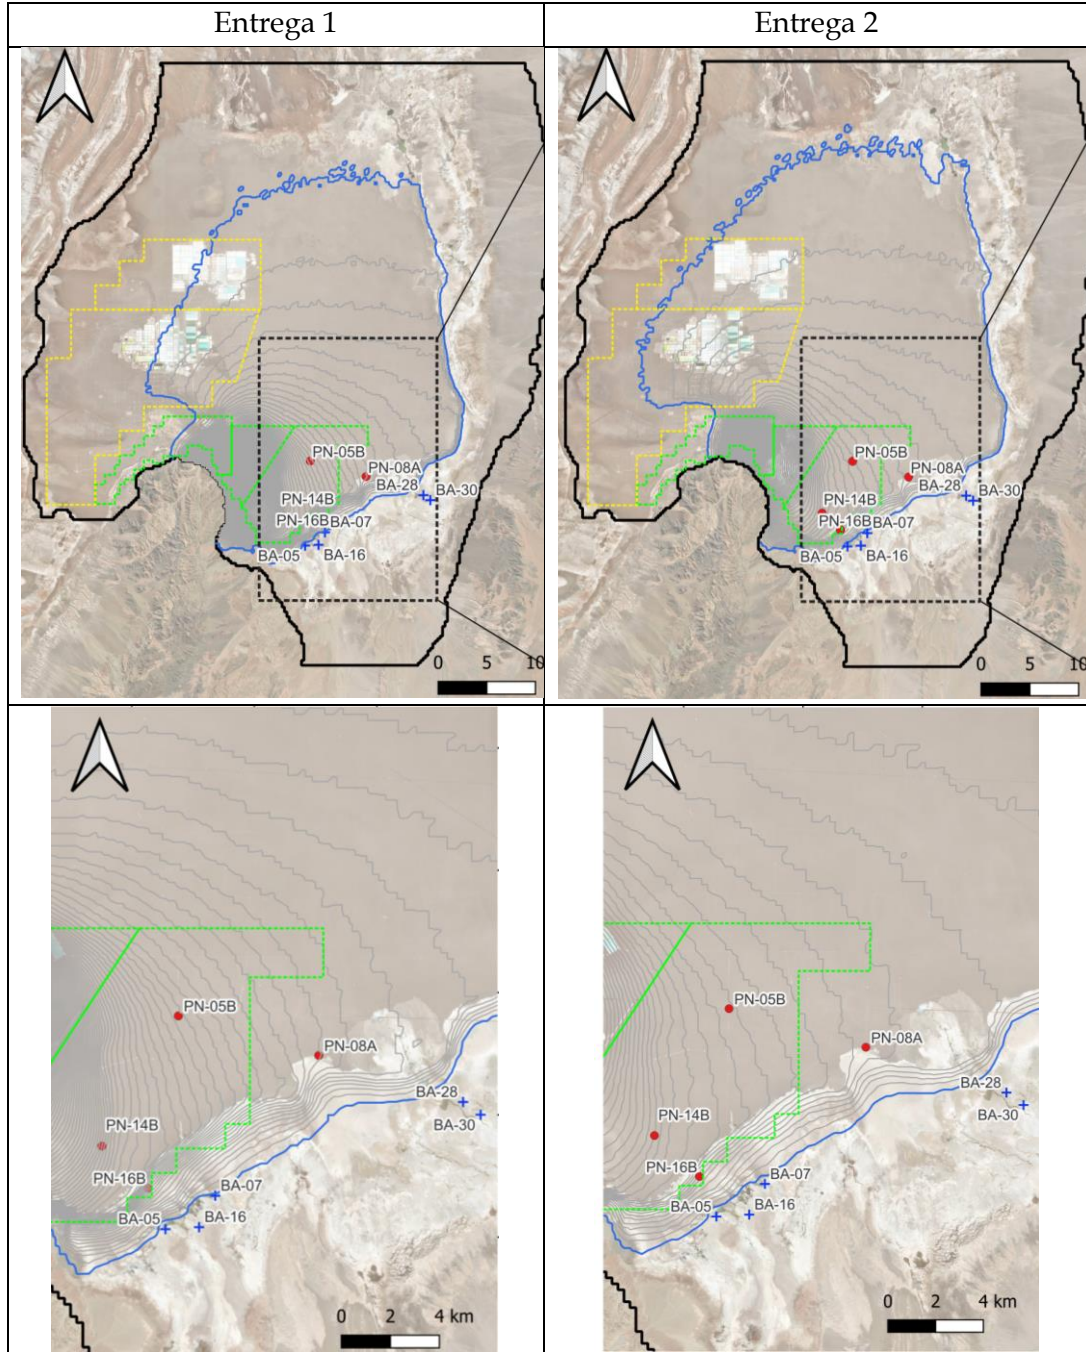 Entrega 1
Entrega 2
PN-05B
PN-08A
BA-28
BA-30
PN-14B
PN-16B
BA-07
BA-05
BA-16
0 5 10
PN-05B
PN-08A
BA-28
BA-30
PN-14B
PN-16B
BA-07
BA-05
BA-16
0 5 10
PN-05B
PN-08A
BA-28
BA-30
PN-14B
PN-16B
BA-07
BA-05
BA-16
0 2 4 km
PN-05B
PN-08A
BA-28
BA-30
PN-14B
PN-16B
BA-07
BA-05
BA-16
0 2 4 km